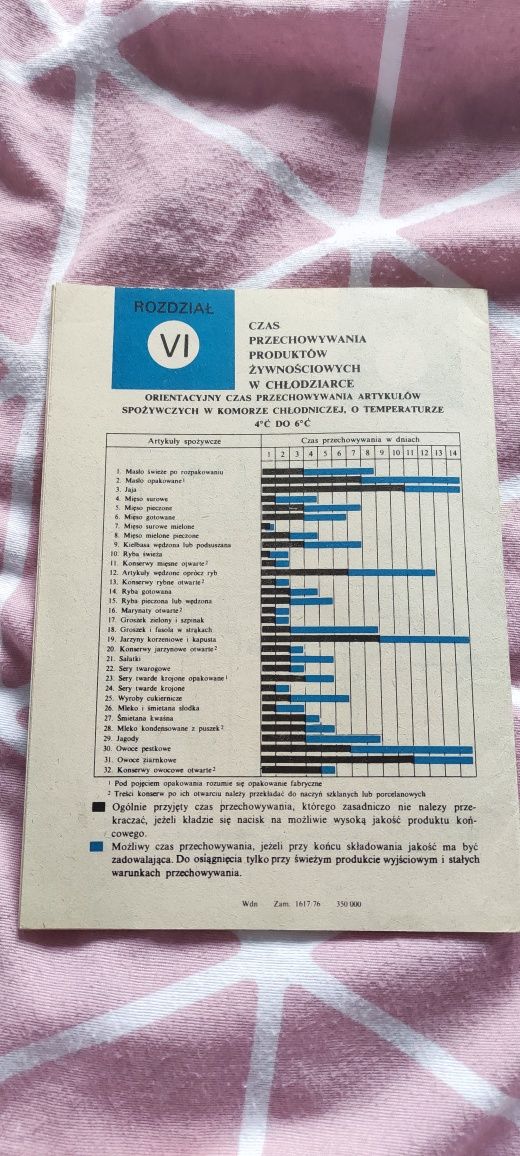 ROZDZIAŁ
VI
CZAS
PRZECHOWYWANIA
PRODUKTÓW
ŻYWNOŚCIOWYCH
W CHŁODZIARCE
ORIENTACYJNY CZAS PRZECHOWYWANIA ARTYKUŁÓW
SPOŻYWCZYCH W KOMORZE CHŁODNICZEJ, O TEMPERATURZE
4°C DO 6°C
Artykuły spożywcze
Czas przechowywania w dniach
1 2 3 4 5 6 7 8 9 10 11 12 13 14
1. Masło świeże po rozpakowaniu
2. Masło opakowane¹
3. Jaja
4. Mięso surowe
5. Mięso pieczone
6. Mięso gotowane
7. Mięso surowe mielone
8. Mięso mielone pieczone
9. Kiełbasa wędzona lub podsuszana
10. Ryba świeża
11. Konserwy mięsne otwarte²
12. Artykuły wędzone oprócz ryb
13. Konserwy rybne otwarte²
14. Ryba gotowana
15. Ryba pieczona lub wędzona
16. Marynaty otwarte²
17. Groszek zielony i szpinak
18. Groszek i fasola w strąkach
19. Jarzyny korzeniowe i kapusta
20. Konserwy jarzynowe otwarte²
21. Sałatki
22. Sery twarogowe
23. Sery twarde krojone opakowane¹
24. Sery twarde krojone
25. Wyroby cukiernicze
26. Mleko i śmietana słodka
27. Śmietana kwaśna
28. Mleko kondensowane z puszek²
29. Jagody
30. Owoce pestkowe
31. Owoce ziarnkowe
32. Konserwy owocowe otwarte²
¹ Pod pojęciem opakowania rozumie się opakowanie fabryczne
² Treści konserw po ich otwarciu należy przekładać do naczyń szklanych lub porcelanowych
Ogólnie przyjęty czas przechowywania, którego zasadniczo nie nalezy prze-
kraczać, jeżeli kładzie się nacisk na możliwie wysoką jakość produktu koń-
cowego.
Możliwy czas przechowywania, jeżeli przy końcu składowania jakość ma być
zadowalająca. Do osiągnięcia tylko przy świeżym produkcie wyjściowym i stałych
warunkach przechowywania.
Wdn Zam. 1617/76 350 000